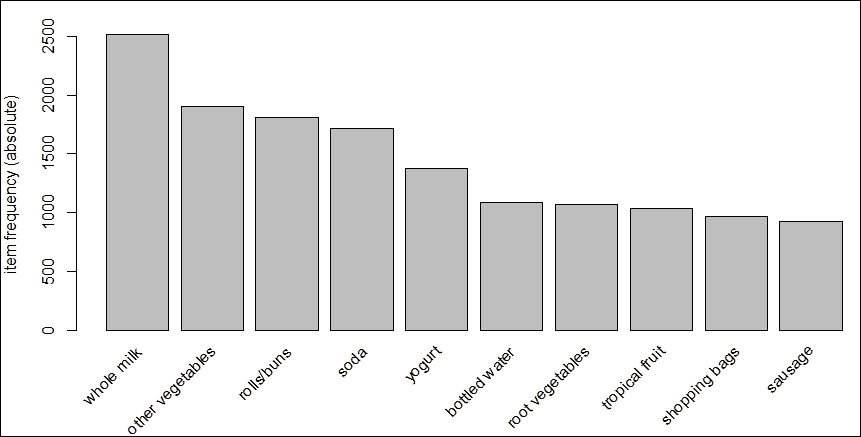 item frequency (absolute)
2500
2000
1500
1000
500
0
whole milk
other vegetables
rolls/buns
soda
yogurt
bottled water
root vegetables
tropical fruit
shopping bags
sausage